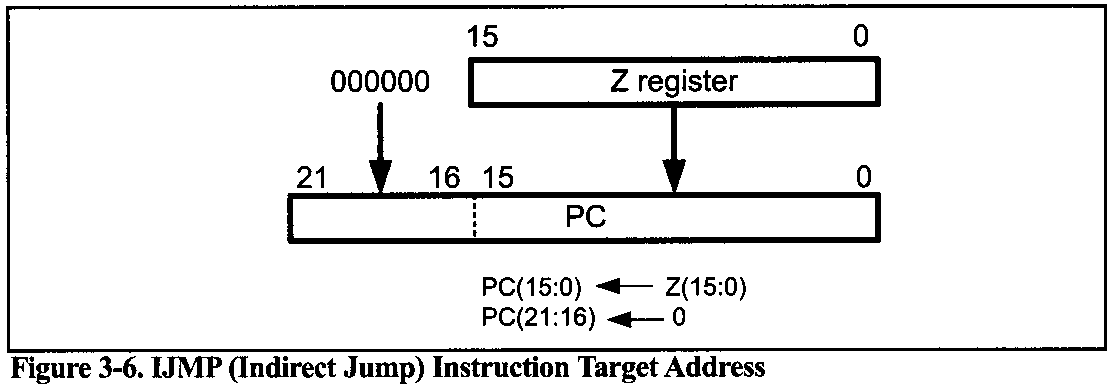 15 0
000000 Z register
21 16 15 0
PC
PC(15:0) ← Z(15:0)
PC(21:16) ← 0
Figure 3-6. IJMP (Indirect Jump) Instruction Target Address